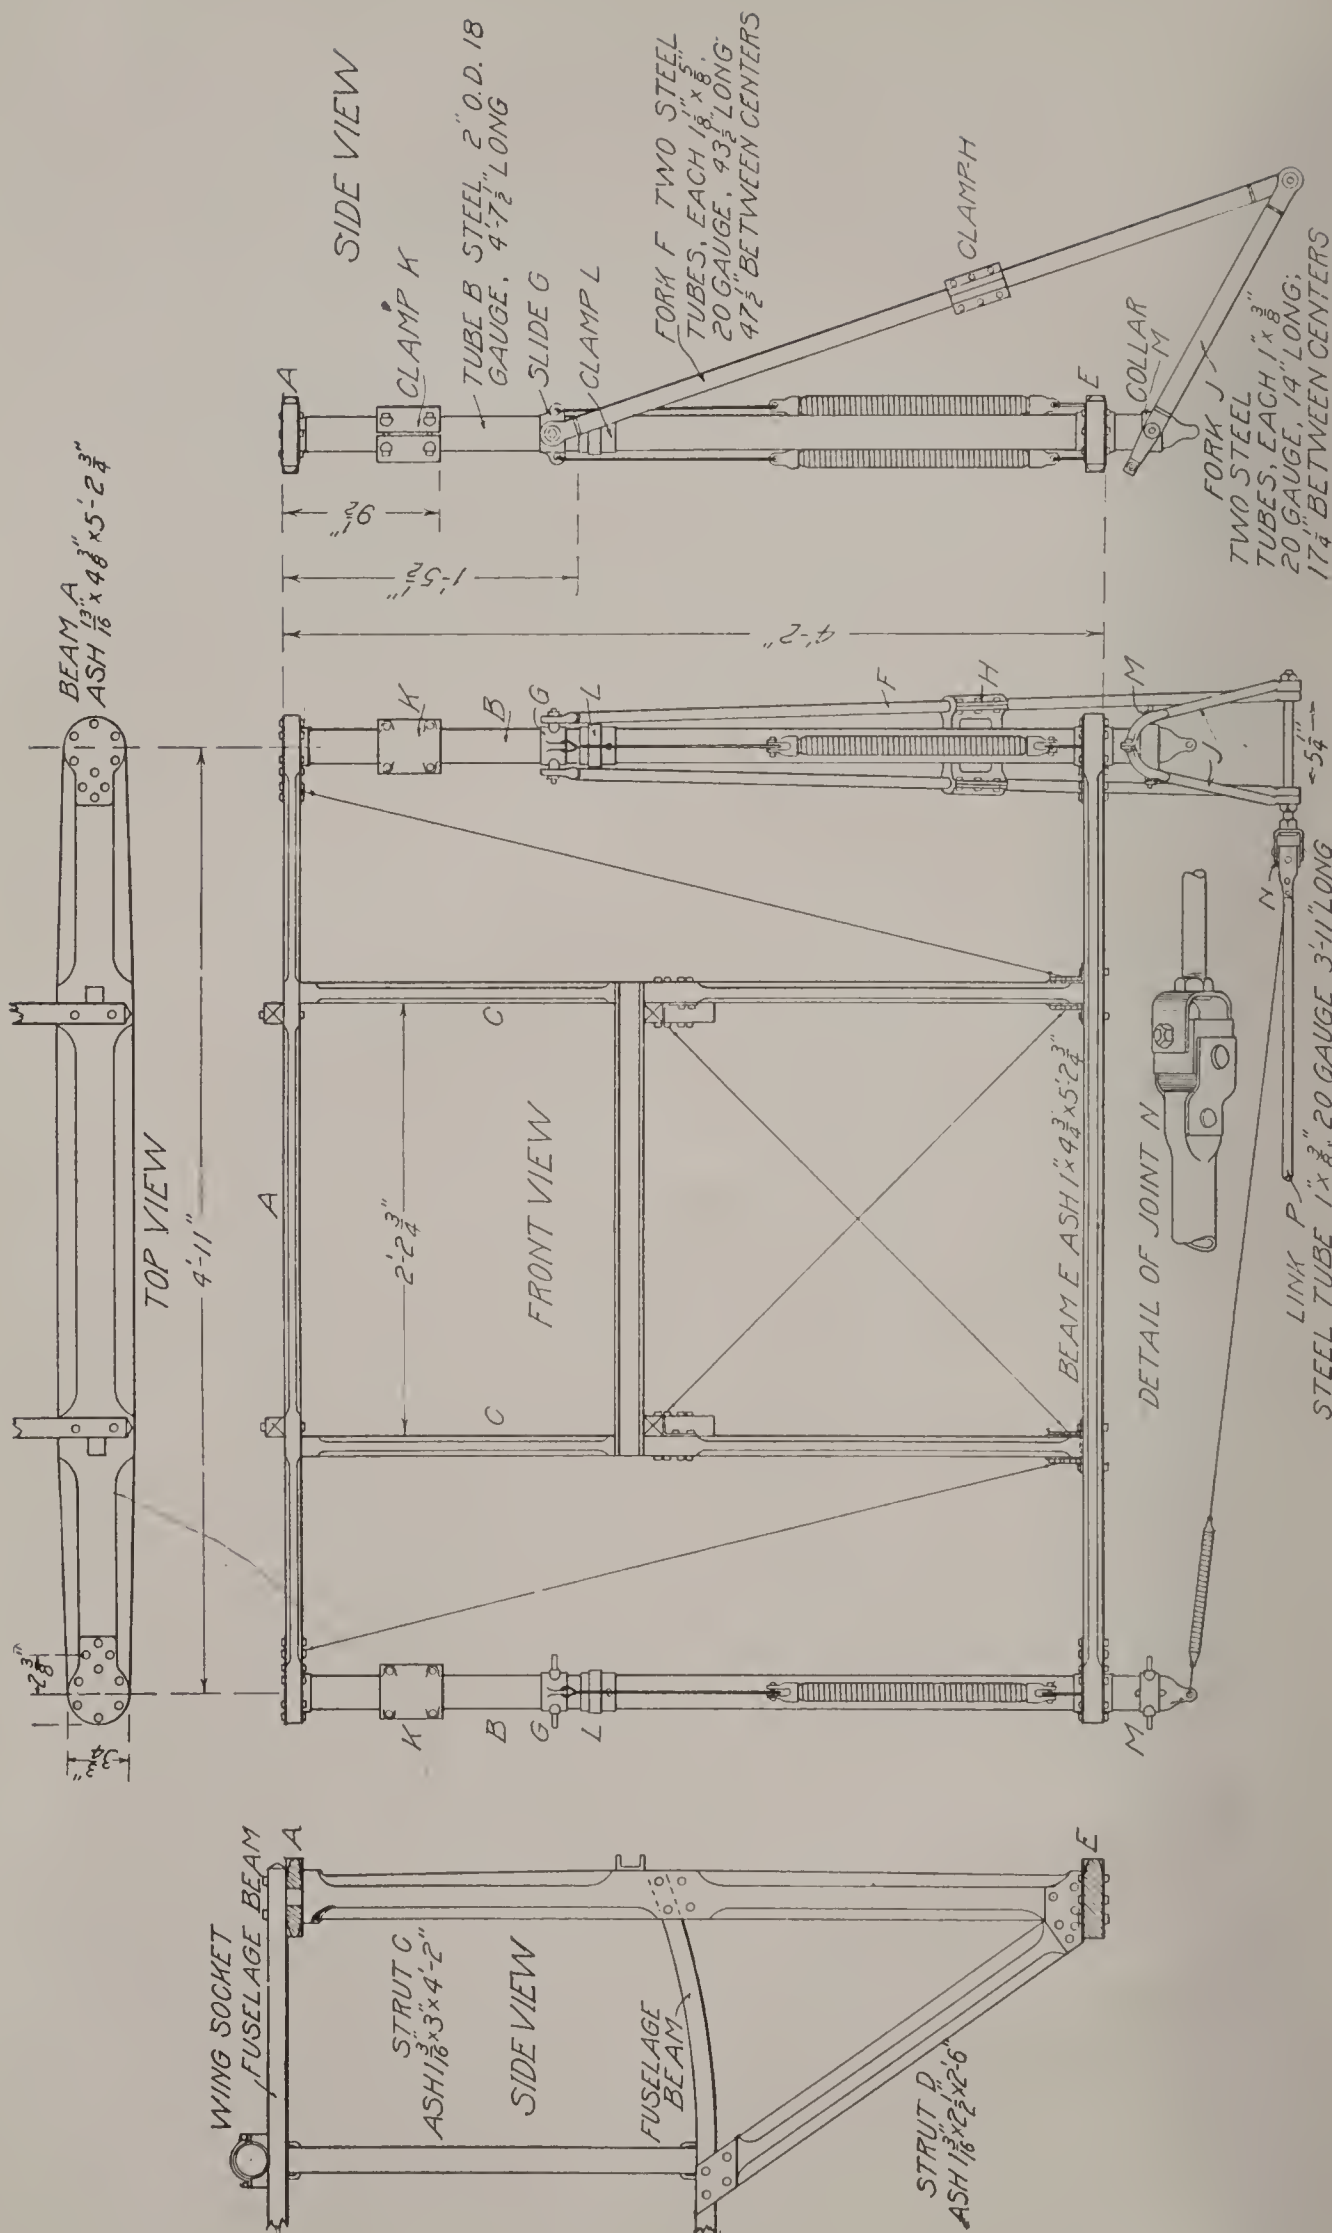 BEAM A
ASH 13/16" x 4 3/8" x 5'-2 3/4"
TOP VIEW
4'-11"
2 3/8"
3 3/4"
SIDE VIEW
A
CLAMP K
TUBE B STEEL 2" O.D. 18
GAUGE. 4'-7 1/2" LONG
SLIDE G
CLAMP L
FORK F TWO STEEL
TUBES, EACH 1 1/8" x 5/8".
20 GAUGE. 43 1/2" LONG
47 1/2" BETWEEN CENTERS
CLAMP-H
E
COLLAR
M
FORK J
TWO STEEL
TUBES, EACH 1" x 3/8"
20 GAUGE, 14" LONG;
17 1/4" BETWEEN CENTERS
9 1/2"
1'-5 1/2"
4'-2"
A
K
B
G
L
F
H
M
J
5 1/4"
N
C
2'-2 3/4"
C
FRONT VIEW
BEAM E ASH 1" x 4 3/4" x 5'-2 3/4"
K
B
G
L
M
DETAIL OF JOINT N
LINK P
STEEL TUBE 1" x 3/8" 20 GAUGE 3'-11" LONG
WING SOCKET
FUSELAGE BEAM
A
STRUT C
ASH 1 3/16" x 3" x 4'-2"
SIDE VIEW
FUSELAGE
BEAM
E
STRUT D
ASH 1 3/16" x 2 1/2" x 2'-6"